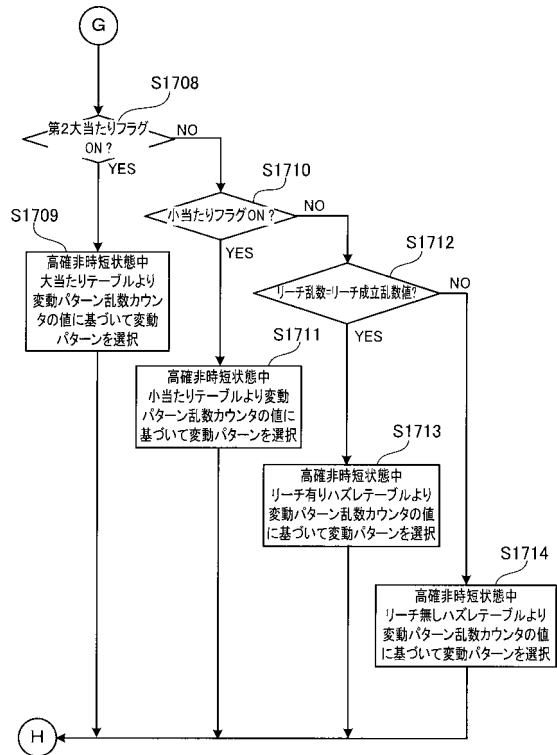 G
S1708
第2大当たりフラグ
ON？
NO
YES
S1710
小当たりフラグON？
NO
YES
S1709
高確非時短状態中
大当たりテーブルより
変動パターン乱数カウン
タの値に基づいて変動
パターンを選択
S1712
リーチ乱数=リーチ成立乱数値?
NO
YES
S1711
高確非時短状態中
小当たりテーブルより変動
パターン乱数カウンタの値に
基づいて変動パターンを選択
S1713
高確非時短状態中
リーチ有りハズレテーブルより
変動パターン乱数カウンタの値
に基づいて変動パターンを選択
S1714
高確非時短状態中
リーチ無しハズレテーブルより
変動パターン乱数カウンタの値
に基づいて変動パターンを選択
H